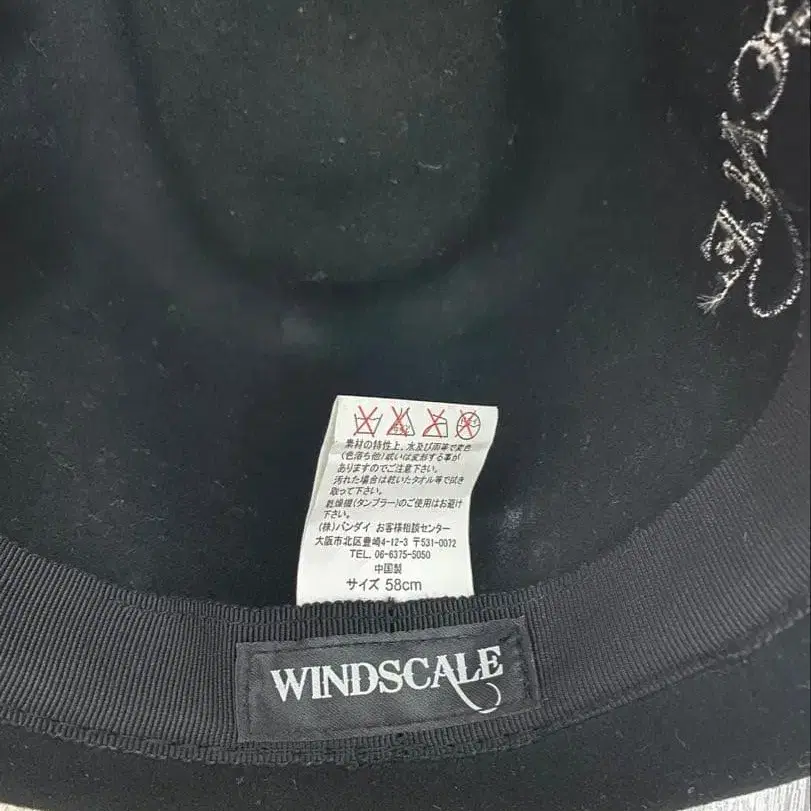 素材の特性上、水及び雨等で変色
(色落ち他)或いは変形する事が
ありますのでご注意下さい。
汚れた場合は乾いたタオル等で拭き
取って下さい。
乾燥機(タンブラー)のご使用はお避け
下さい。
(株)バンダイ お客様相談センター
大阪市北区豊崎4-12-3 〒531-0072
TEL. 06-6375-5050
中国製
サイズ 58cm
WINDSCALE